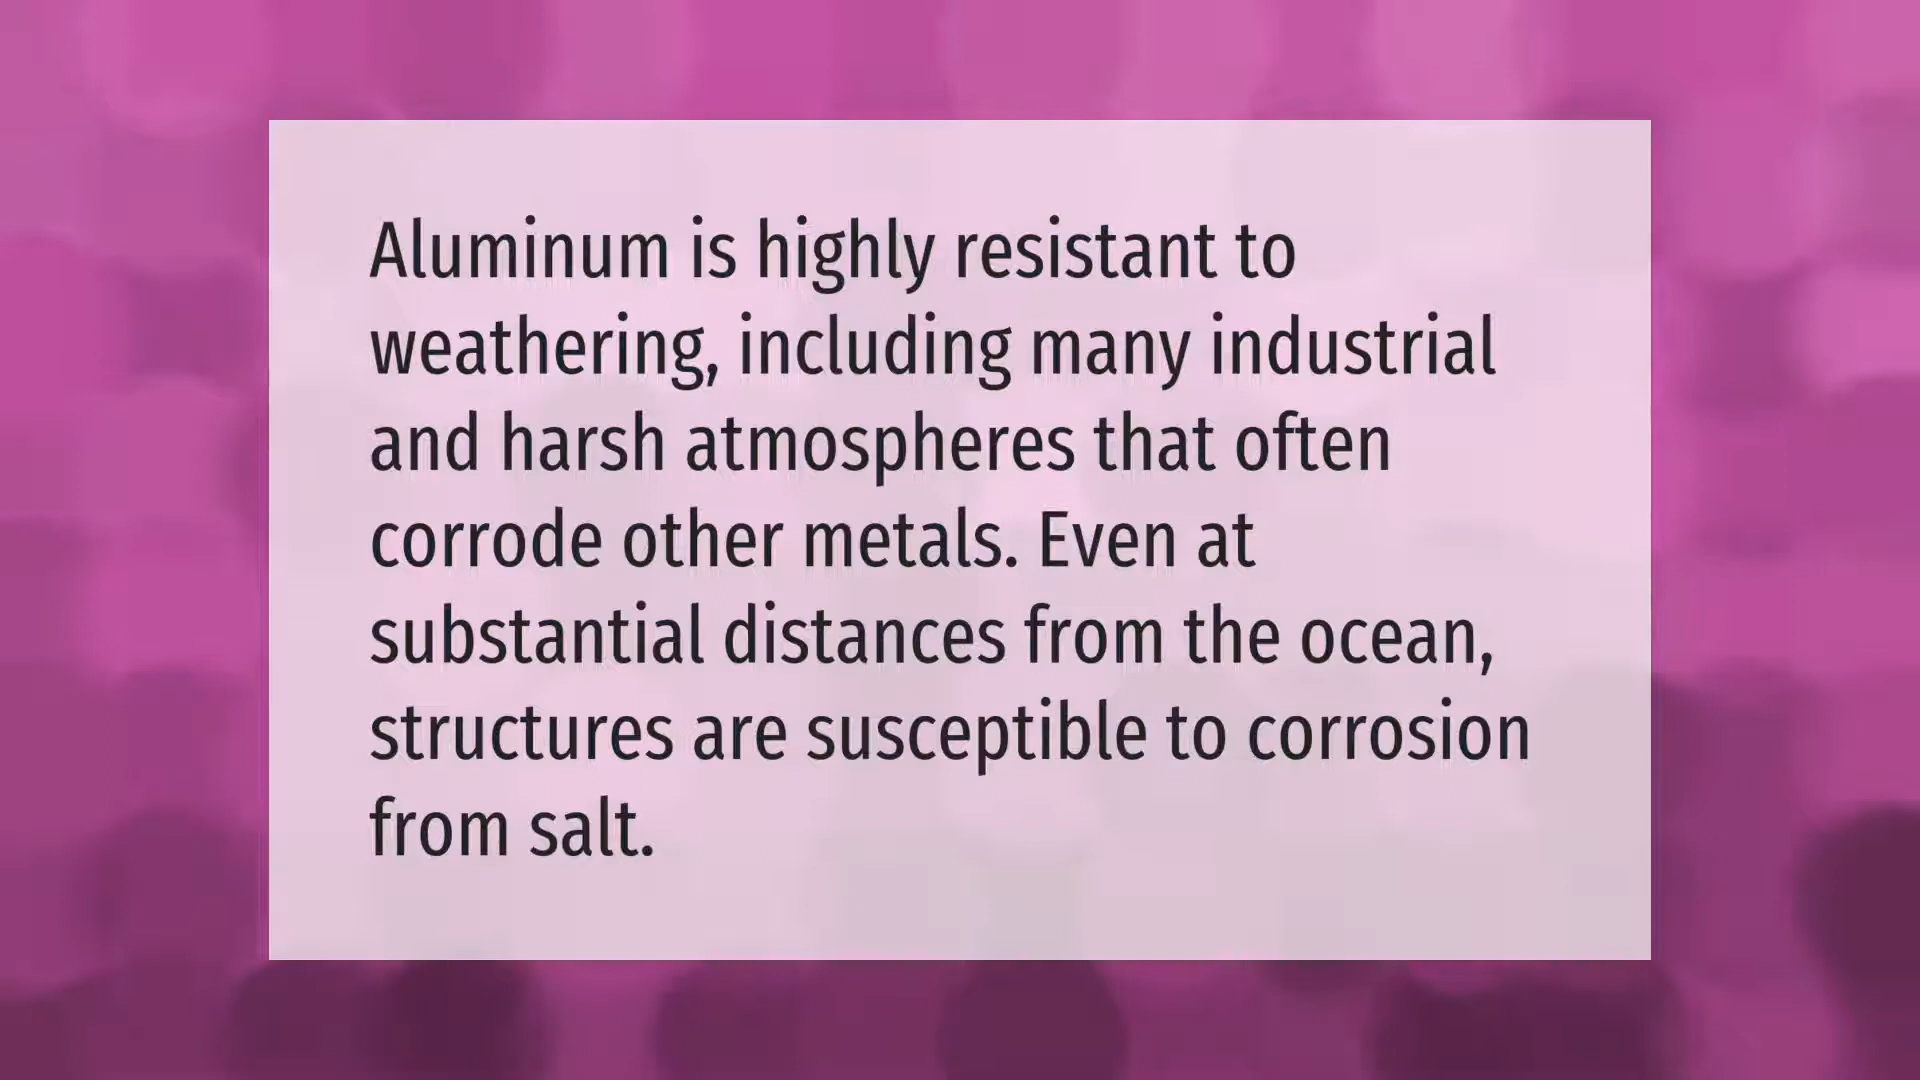 Aluminum is highly resistant to
weathering, including many industrial
and harsh atmospheres that often
corrode other metals. Even at
substantial distances from the ocean,
structures are susceptible to corrosion
from salt.